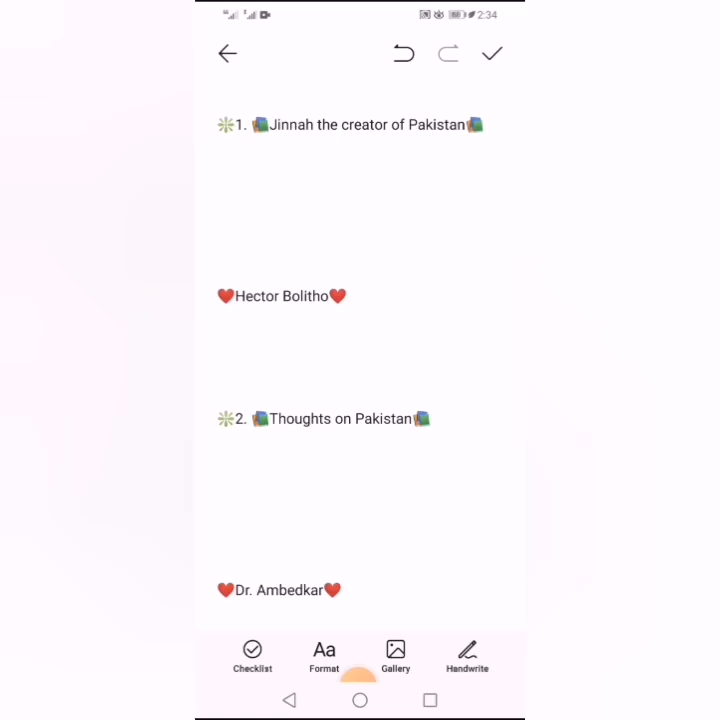 2:34
❇️1. 📚Jinnah the creator of Pakistan📚
❤️Hector Bolitho❤️
❇️2. 📚Thoughts on Pakistan📚
❤️Dr. Ambedkar❤️
Checklist Format Gallery Handwrite